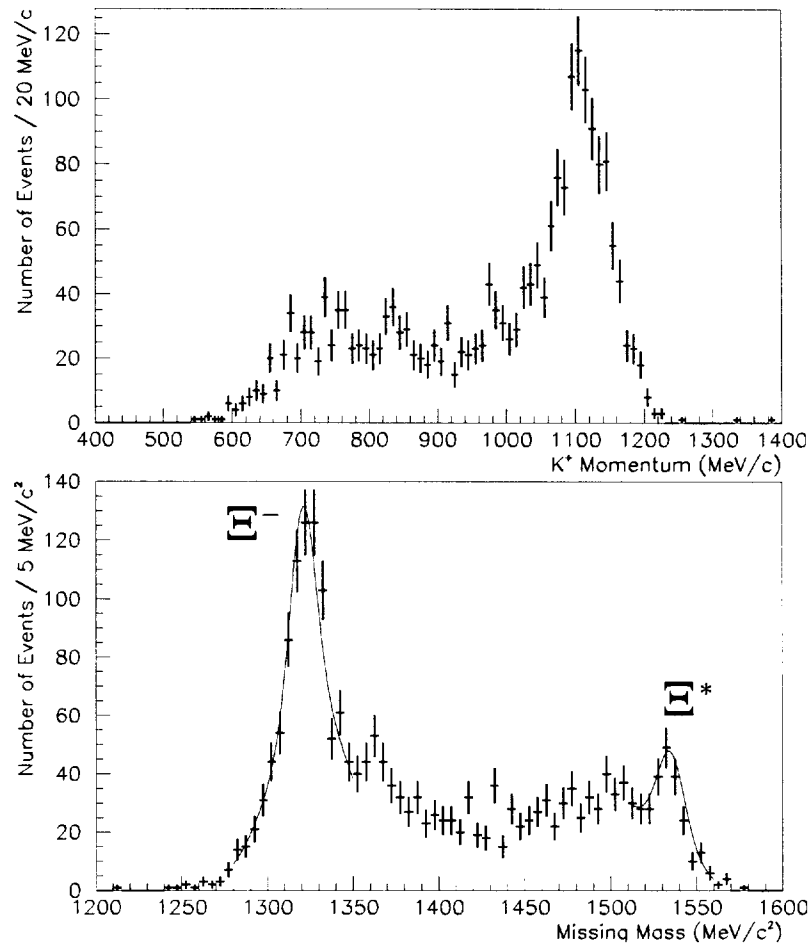 Number of Events / 20 MeV/c
120
100
80
60
40
20
0
400 500 600 700 800 900 1000 1100 1200 1300 1400
K⁺ Momentum (MeV/c)
Number of Events / 5 MeV/c²
140
120
100
80
60
40
20
0
Ξ⁻
Ξ*
1200 1250 1300 1350 1400 1450 1500 1550 1600
Missing Mass (MeV/c²)